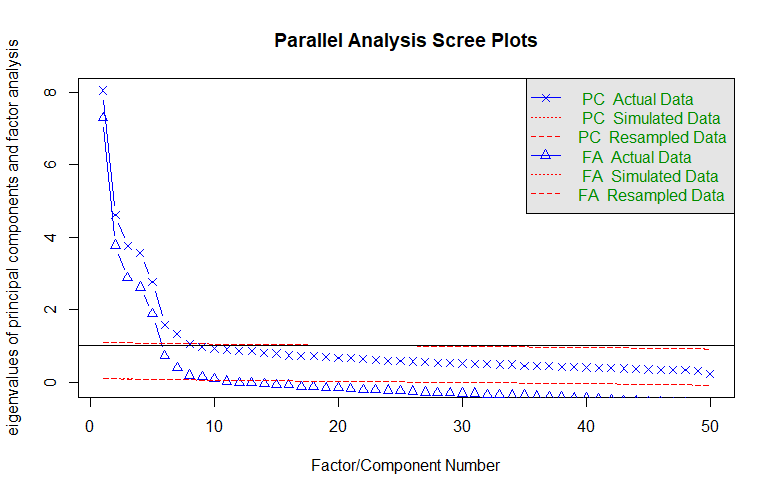 Parallel Analysis Scree Plots
eigenvalues of principal components and factor analysis
8
6
4
2
0
PC Actual Data
PC Simulated Data
PC Resampled Data
FA Actual Data
FA Simulated Data
FA Resampled Data
0 10 20 30 40 50
Factor/Component Number